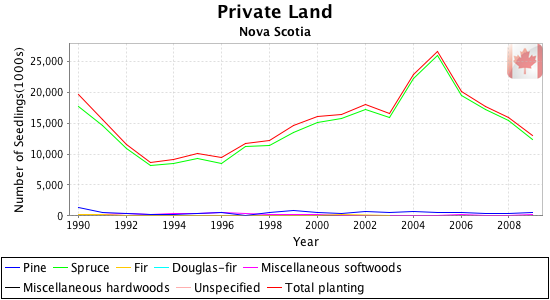 Private Land
Nova Scotia
Number of Seedlings(1000s)
25,000
20,000
15,000
10,000
5,000
0
1990 1992 1994 1996 1998 2000 2002 2004 2006 2008
Year
Pine Spruce Fir Douglas-fir Miscellaneous softwoods
Miscellaneous hardwoods Unspecified Total planting